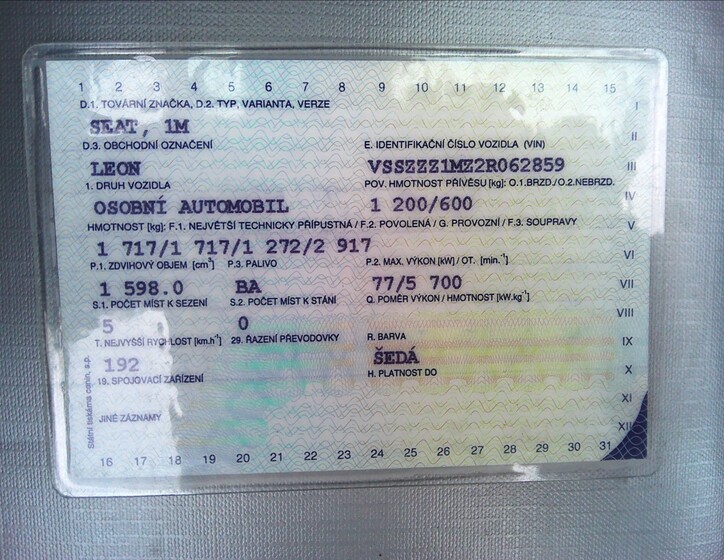 1 2 3 4 5 6 7 8 9 10 11 12 13 14 15
D.1. TOVÁRNÍ ZNAČKA, D.2. TYP, VARIANTA, VERZE I
SEAT, 1M II
D.3. OBCHODNÍ OZNAČENÍ E. IDENTIFIKAČNÍ ČÍSLO VOZIDLA (VIN)
LEON VSSZZZ1MZ2R062859 III
1. DRUH VOZIDLA POV. HMOTNOST PŘÍVĚSU [kg]: O.1.BRZD./O.2.NEBRZD.
OSOBNÍ AUTOMOBIL 1 200/600 IV
HMOTNOST [kg]: F.1. NEJVĚTŠÍ TECHNICKY PŘÍPUSTNÁ / F.2. POVOLENÁ / G. PROVOZNÍ / F.3. SOUPRAVY V
1 717/1 717/1 272/2 917
P.1. ZDVIHOVÝ OBJEM [cm³] P.3. PALIVO P.2. MAX. VÝKON [kW] / OT. [min.⁻¹] VI
1 598.0 BA 77/5 700 VII
S.1. POČET MÍST K SEZENÍ S.2. POČET MÍST K STÁNÍ Q. POMĚR VÝKON / HMOTNOST [kW.kg⁻¹]
5 0 VIII
T. NEJVYŠŠÍ RYCHLOST [km.h⁻¹] 29. ŘAZENÍ PŘEVODOVKY R. BARVA IX
192 ŠEDÁ
19. SPOJOVACÍ ZAŘÍZENÍ H. PLATNOST DO X
XI
JINÉ ZÁZNAMY
XII
16 17 18 19 20 21 22 23 24 25 26 27 28 29 30 31
Státní tiskárna cenin, s.p.